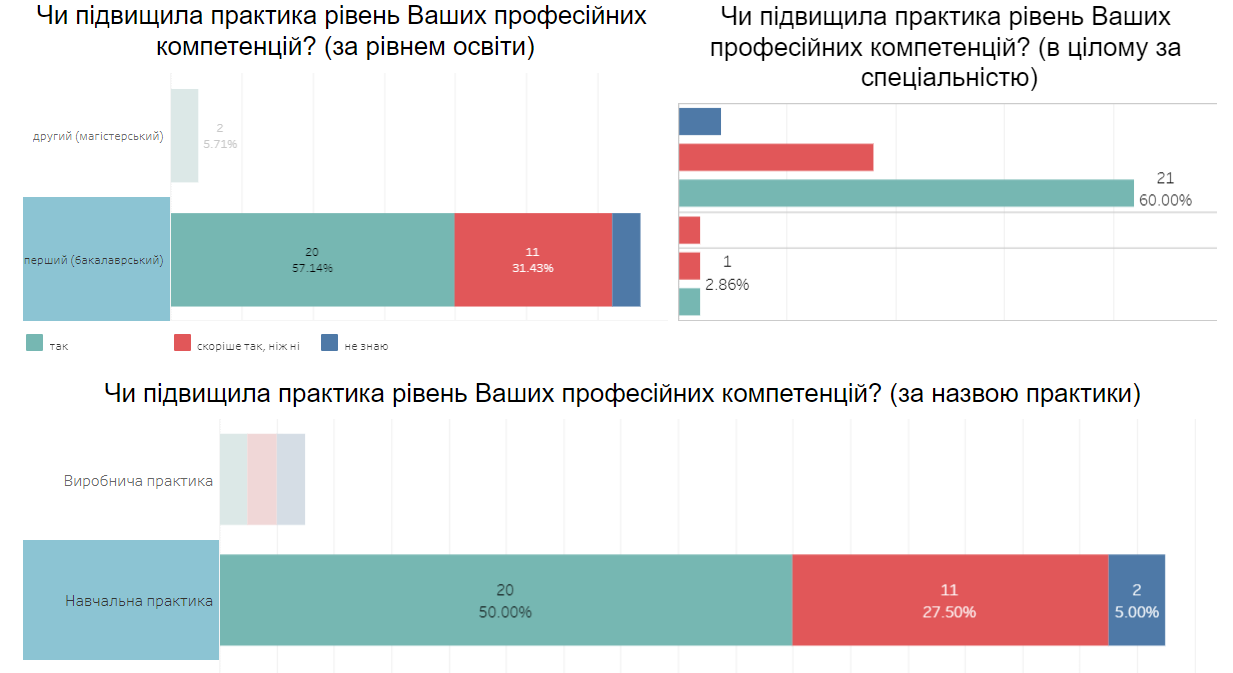 Чи підвищила практика рівень Ваших професійних
компетенцій? (за рівнем освіти)
другий (магістерський)
2
5.71%
перший (бакалаврський)
20
57.14%
11
31.43%
так
скоріше так, ніж ні
не знаю
Чи підвищила практика рівень Ваших
професійних компетенцій? (в цілому за
спеціальністю)
21
60.00%
1
2.86%
Чи підвищила практика рівень Ваших професійних компетенцій? (за назвою практики)
Виробнича практика
Навчальна практика
20
50.00%
11
27.50%
2
5.00%